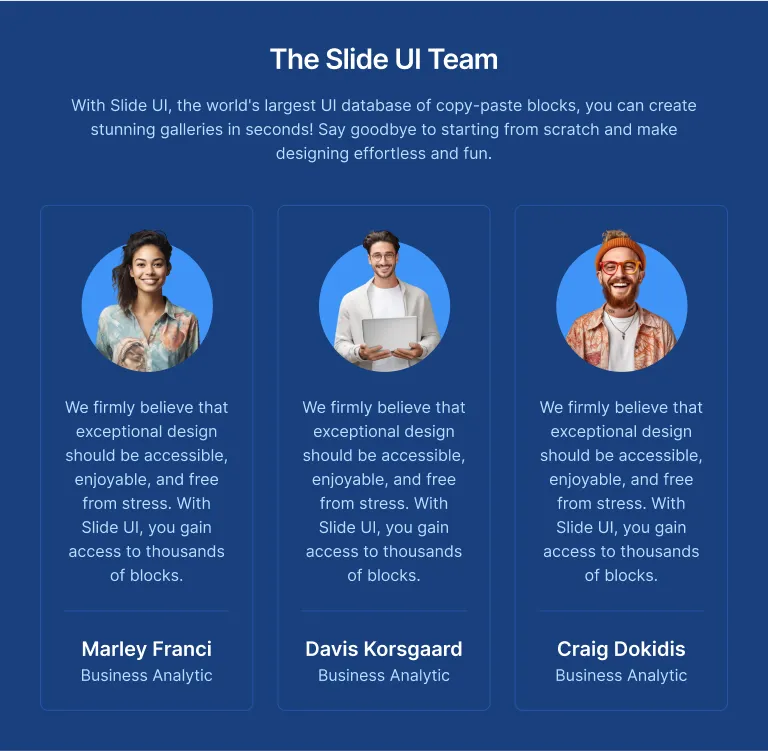 The Slide UI Team
With Slide UI, the world's largest UI database of copy-paste blocks, you can create
stunning galleries in seconds! Say goodbye to starting from scratch and make
designing effortless and fun.
We firmly believe that
exceptional design
should be accessible,
enjoyable, and free
from stress. With
Slide UI, you gain
access to thousands
of blocks.
Marley Franci
Business Analytic
We firmly believe that
exceptional design
should be accessible,
enjoyable, and free
from stress. With
Slide UI, you gain
access to thousands
of blocks.
Davis Korsgaard
Business Analytic
We firmly believe that
exceptional design
should be accessible,
enjoyable, and free
from stress. With
Slide UI, you gain
access to thousands
of blocks.
Craig Dokidis
Business Analytic